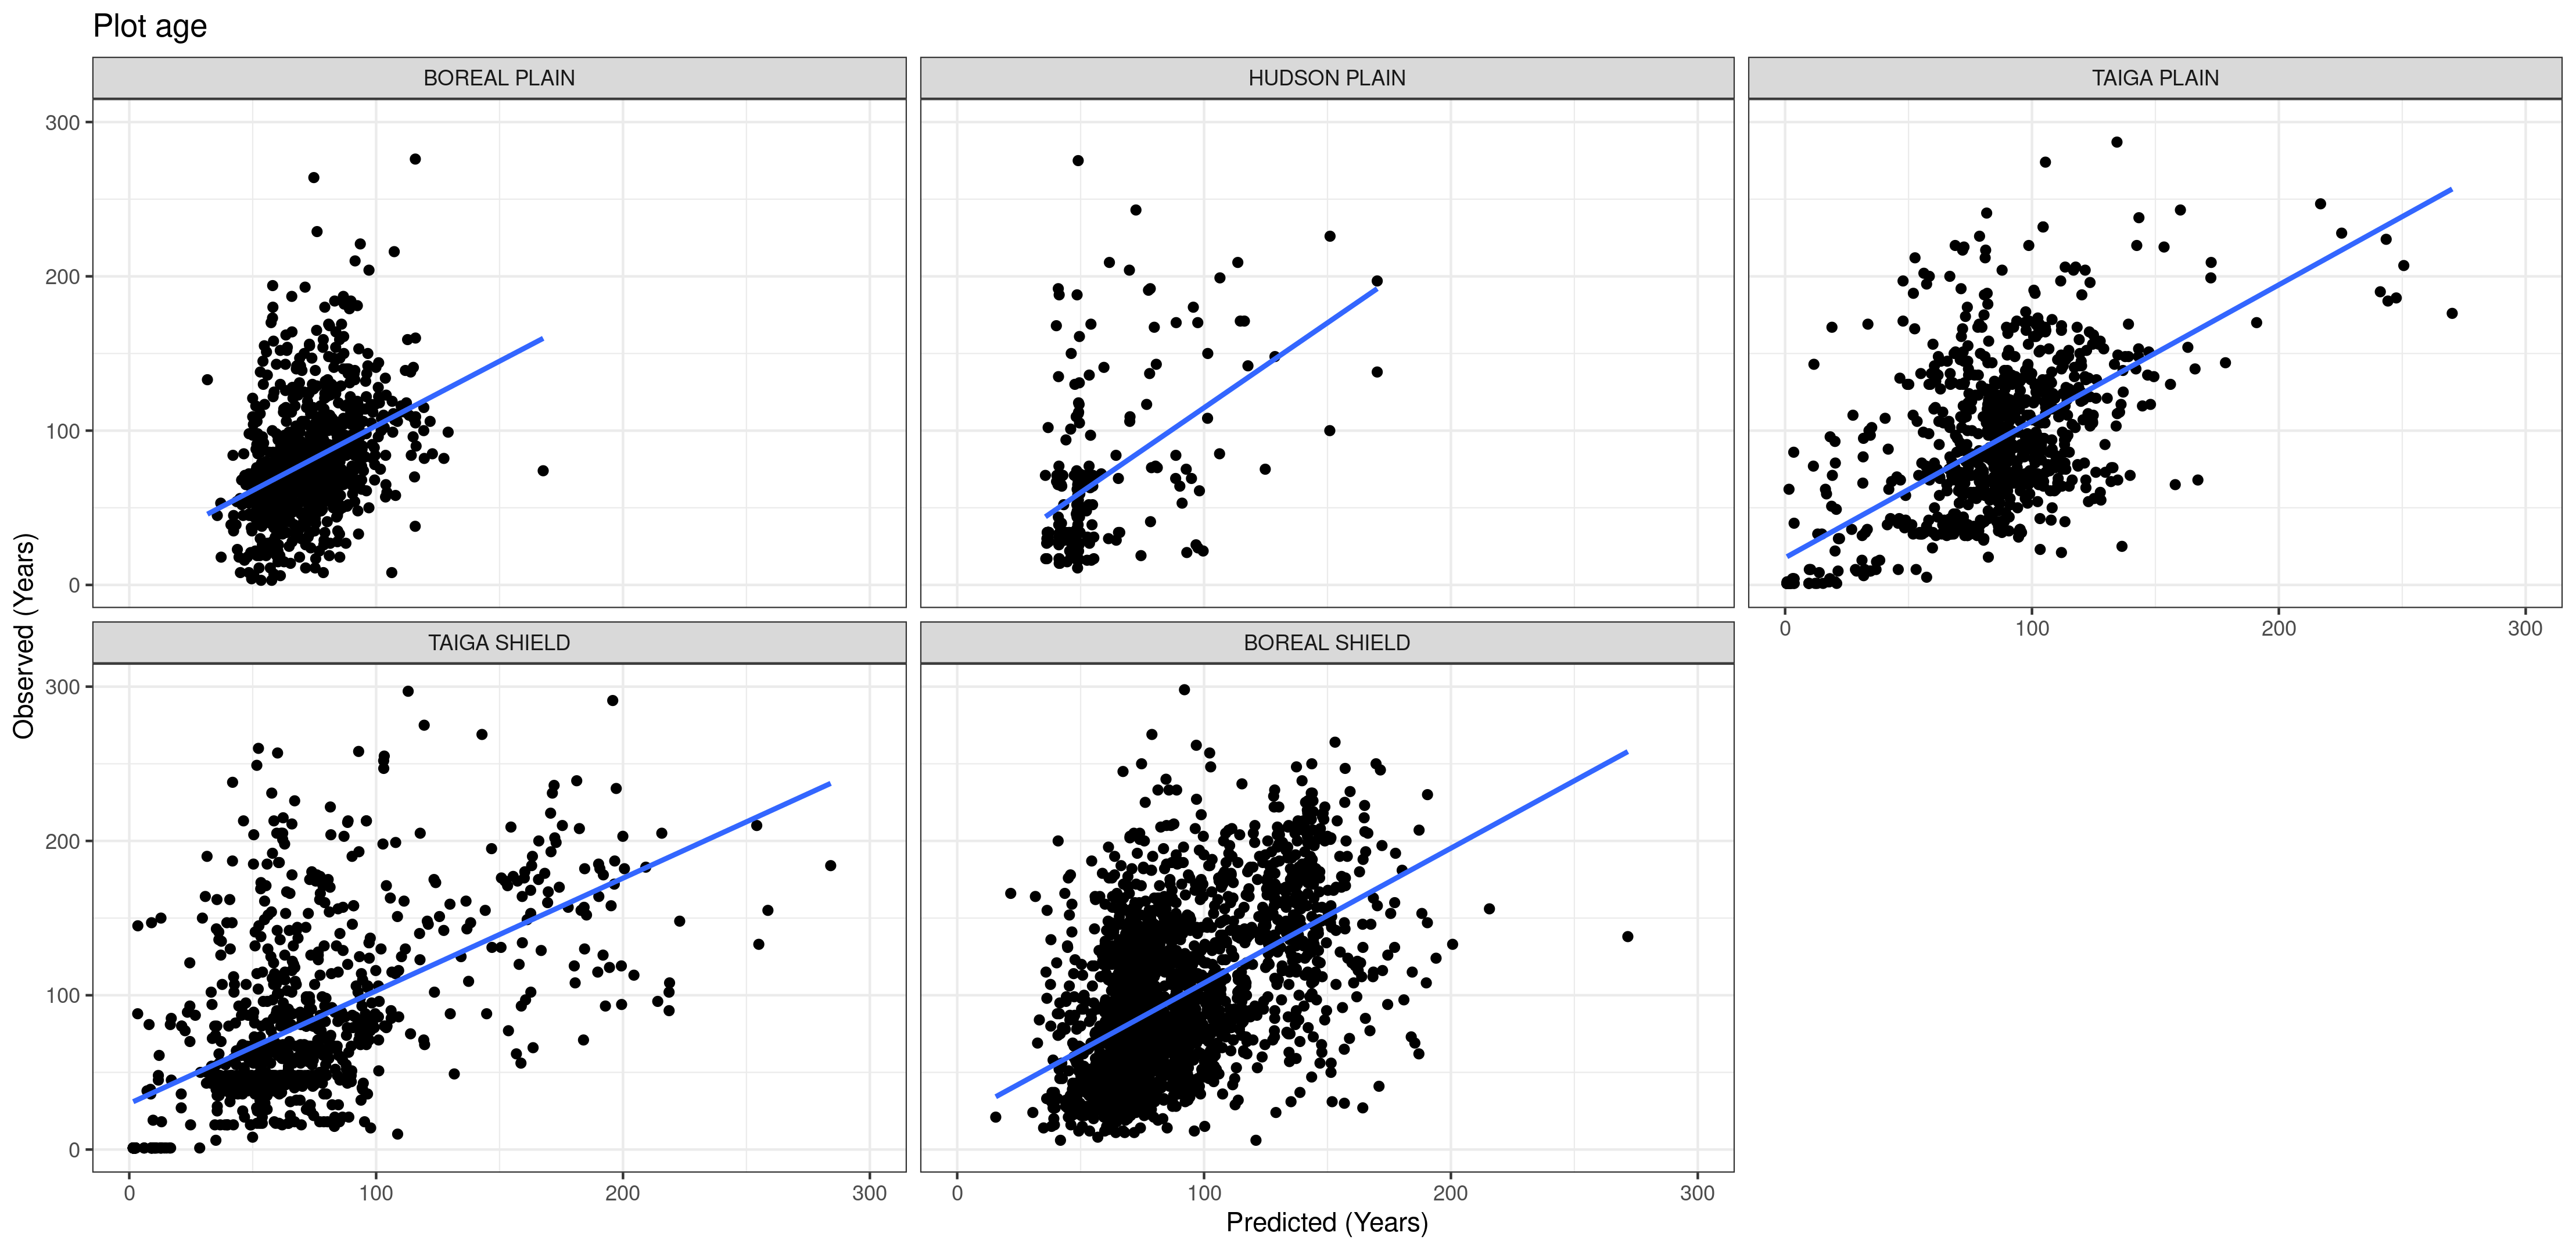 Plot age
BOREAL PLAIN
HUDSON PLAIN
TAIGA PLAIN
300
200
100
0
0 100 200 300
Observed (Years)
TAIGA SHIELD
BOREAL SHIELD
300
200
100
0
0 100 200 300
0 100 200 300
Predicted (Years)